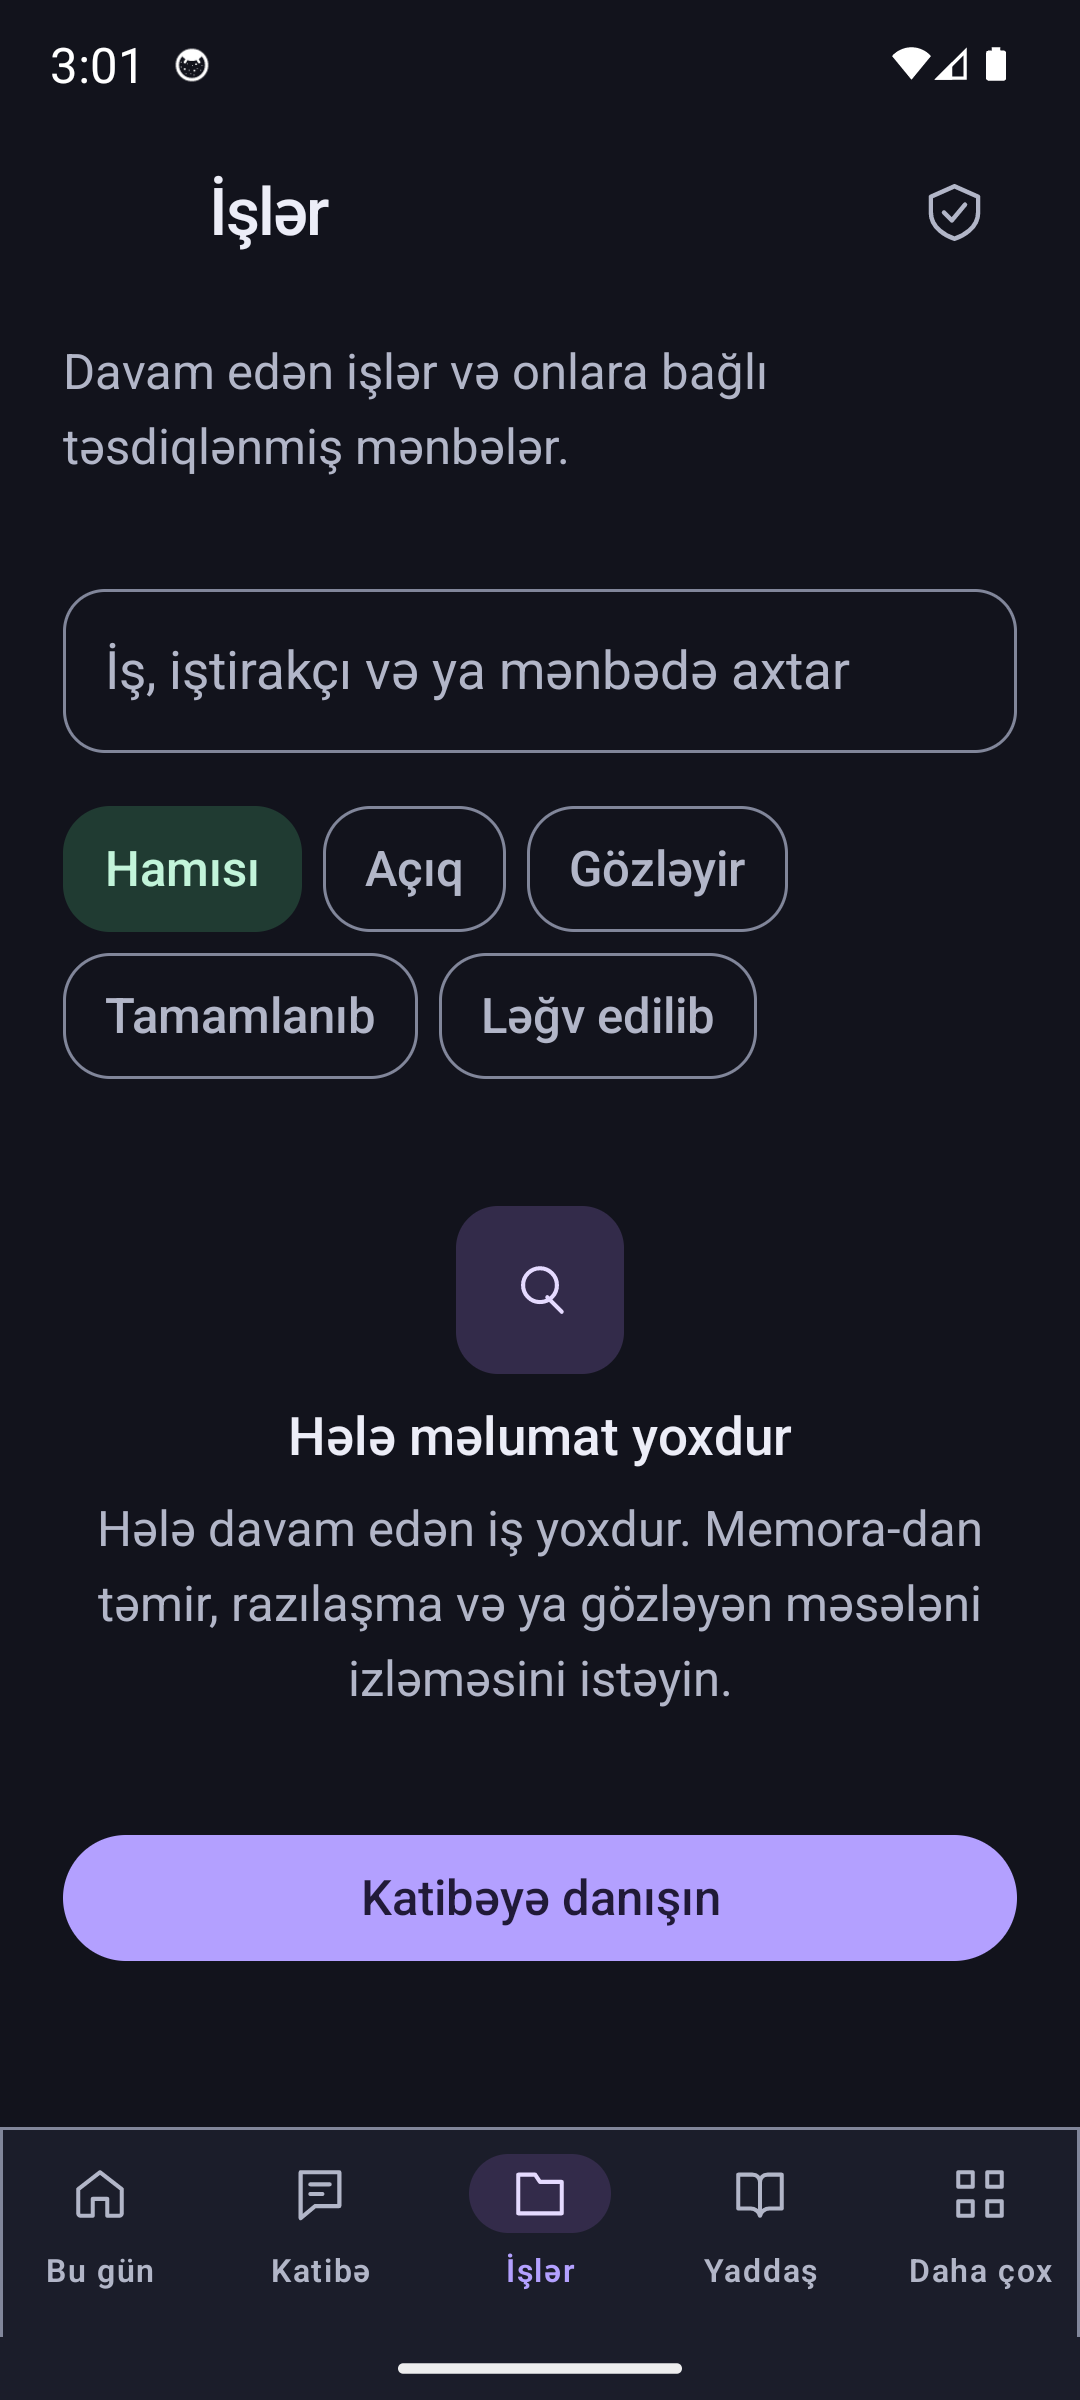 3:01
İşlər
Davam edən işlər və onlara bağlı
təsdiqlənmiş mənbələr.
İş, iştirakçı və ya mənbədə axtar
Hamısı
Açıq
Gözləyir
Tamamlanıb
Ləğv edilib
Hələ məlumat yoxdur
Hələ davam edən iş yoxdur. Memora-dan
təmir, razılaşma və ya gözləyən məsələni
izləməsini istəyin.
Katibəyə danışın
Bu gün
Katibə
İşlər
Yaddaş
Daha çox